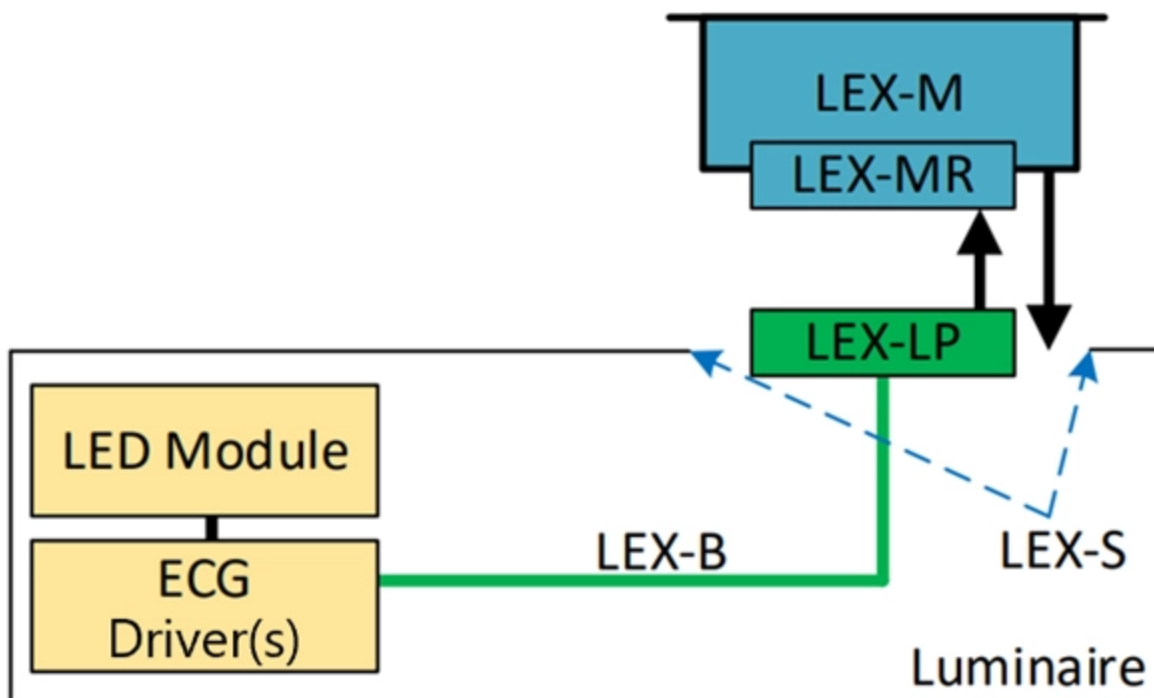 LEX-M
LEX-MR
LEX-LP
LED Module
ECG
Driver(s)
LEX-B
LEX-S
Luminaire